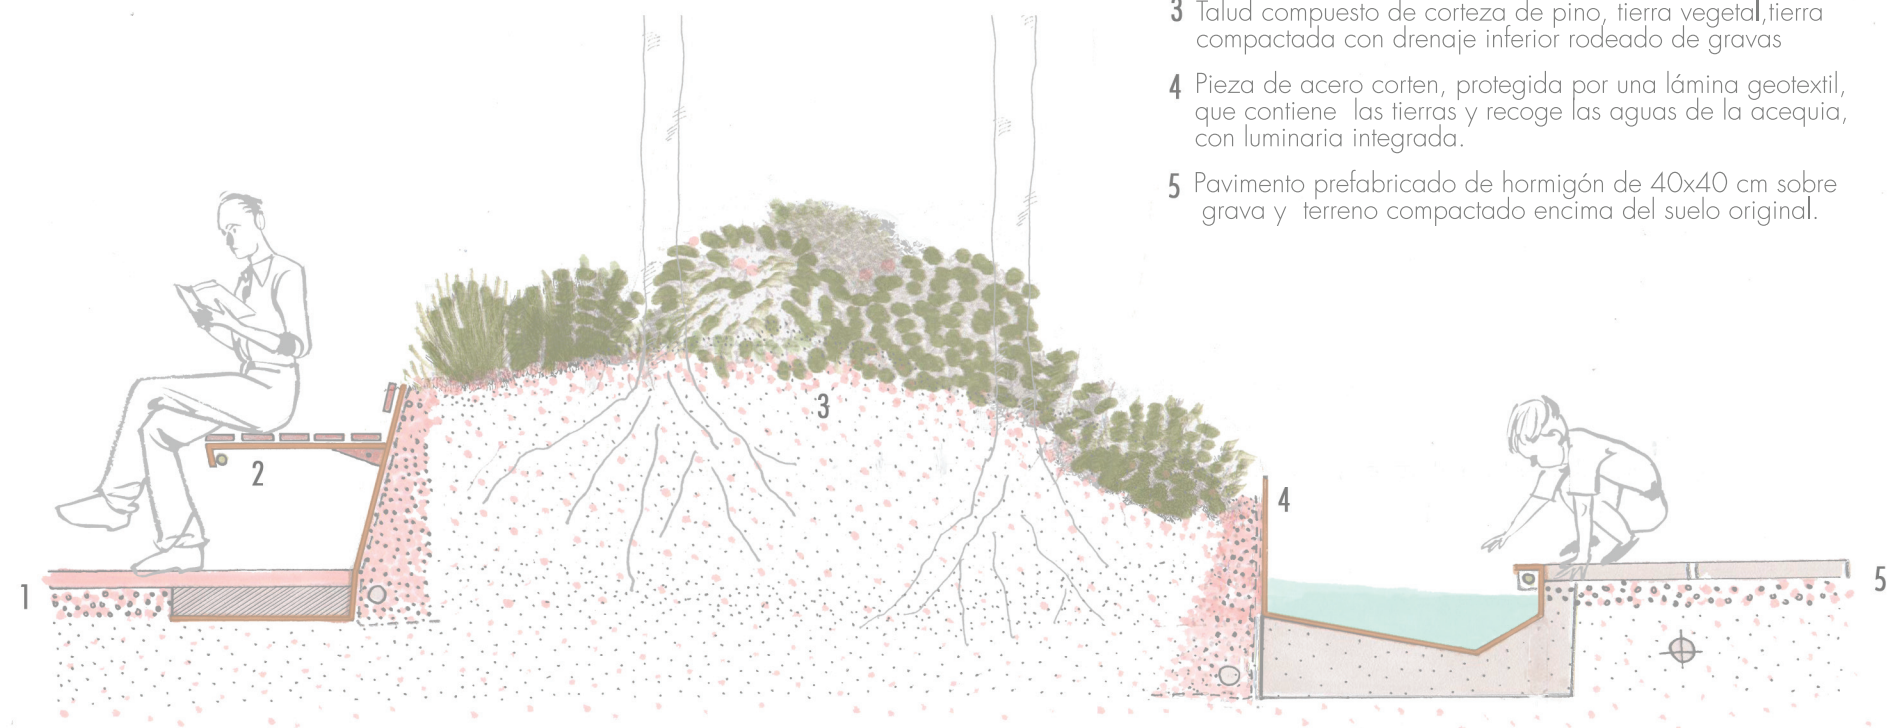 3 Talud compuesto de corteza de pino, tierra vegetal,tierra
compactada con drenaje inferior rodeado de gravas
4 Pieza de acero corten, protegida por una lámina geotextil,
que contiene las tierras y recoge las aguas de la acequia,
con luminaria integrada.
5 Pavimento prefabricado de hormigón de 40x40 cm sobre
grava y terreno compactado encima del suelo original.
3
2
4
1
5